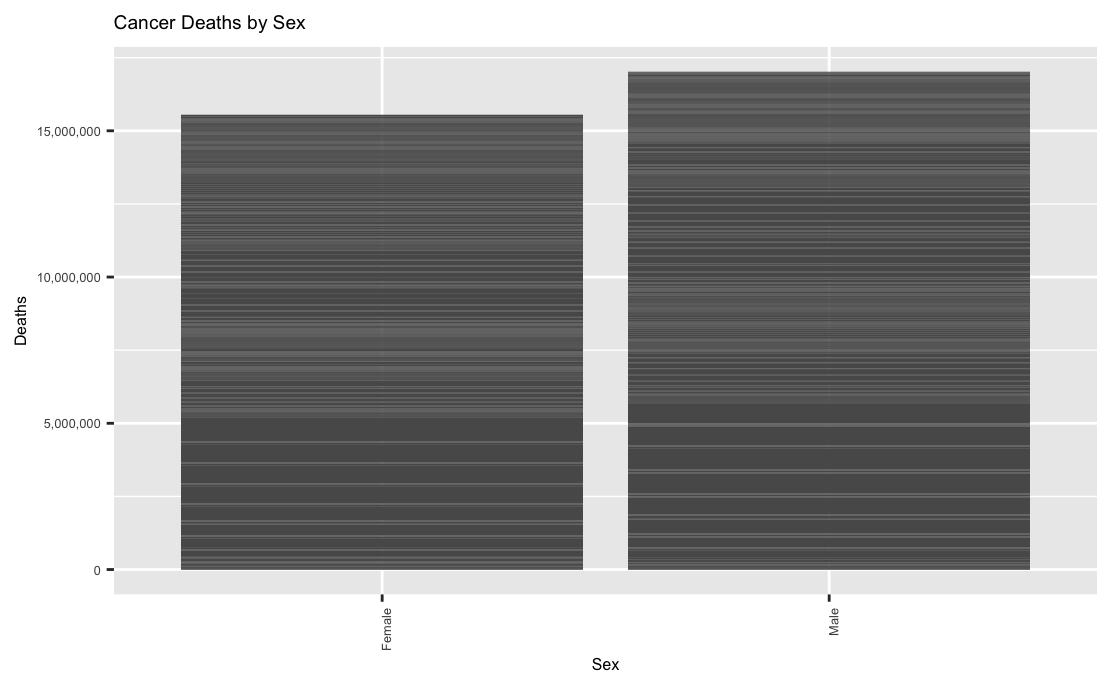 Cancer Deaths by Sex
Deaths
15,000,000
10,000,000
5,000,000
0
Female
Male
Sex